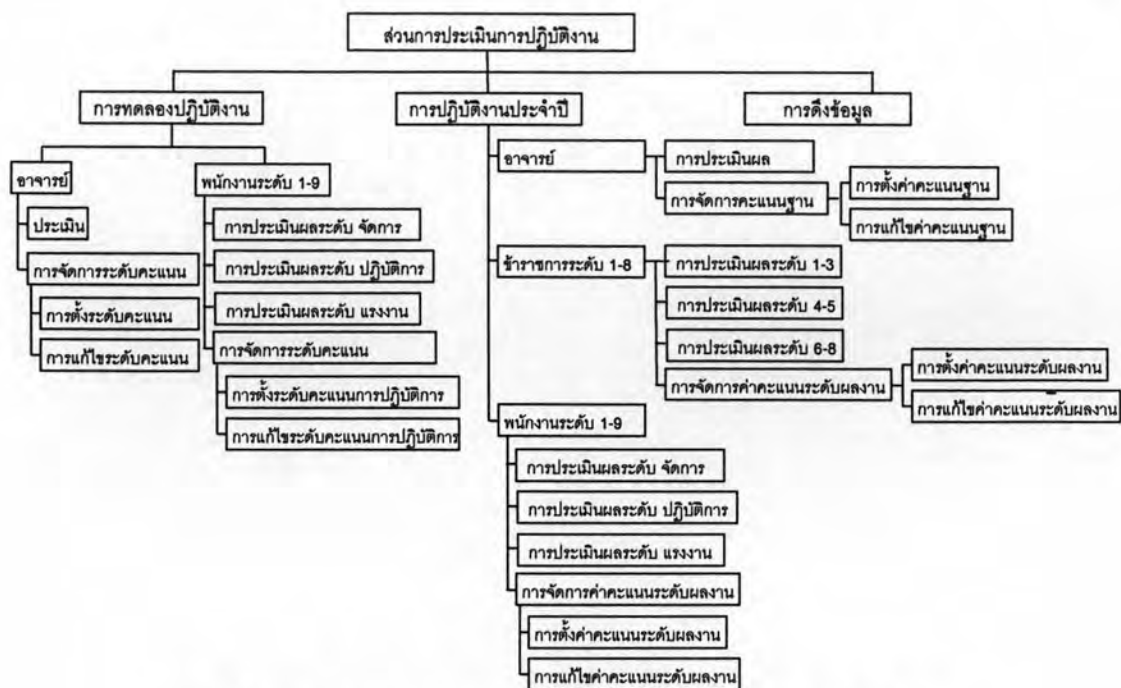 ส่วนการประเมินการปฏิบัติงาน
การทดลองปฏิบัติงาน
อาจารย์
ประเมิน
การจัดการระดับคะแนน
การตั้งระดับคะแนน
การแก้ไขระดับคะแนน
พนักงานระดับ 1-9
การประเมินผลระดับ จัดการ
การประเมินผลระดับ ปฏิบัติการ
การประเมินผลระดับ แรงงาน
การจัดการระดับคะแนน
การตั้งระดับคะแนนการปฏิบัติการ
การแก้ไขระดับคะแนนการปฏิบัติการ
การปฏิบัติงานประจำปี
อาจารย์
การประเมินผล
การจัดการคะแนนฐาน
การตั้งค่าคะแนนฐาน
การแก้ไขค่าคะแนนฐาน
ข้าราชการระดับ 1-8
การประเมินผลระดับ 1-3
การประเมินผลระดับ 4-5
การประเมินผลระดับ 6-8
การจัดการค่าคะแนนระดับผลงาน
การตั้งค่าคะแนนระดับผลงาน
การแก้ไขค่าคะแนนระดับผลงาน
พนักงานระดับ 1-9
การประเมินผลระดับ จัดการ
การประเมินผลระดับ ปฏิบัติการ
การประเมินผลระดับ แรงงาน
การจัดการค่าคะแนนระดับผลงาน
การตั้งค่าคะแนนระดับผลงาน
การแก้ไขค่าคะแนนระดับผลงาน
การดึงข้อมูล